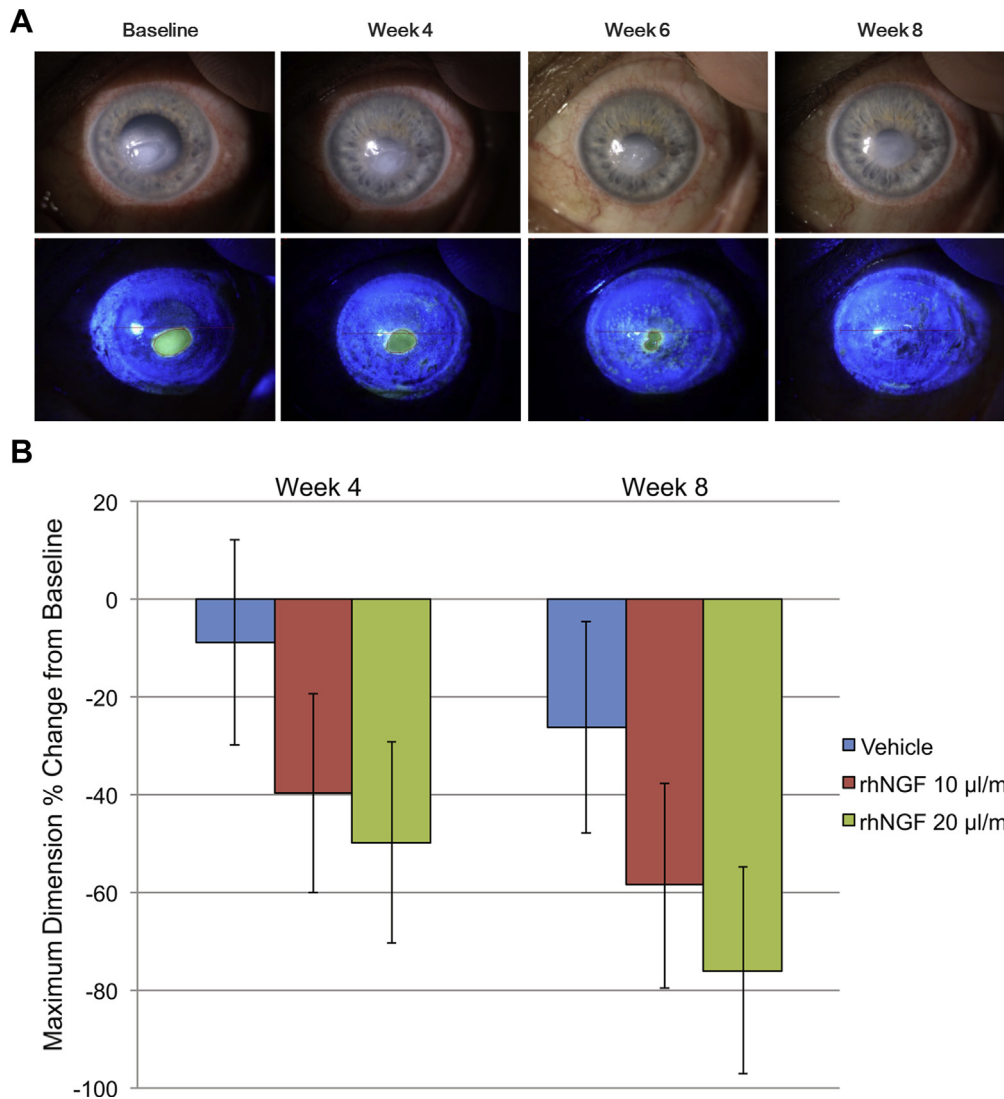 A
Baseline Week 4 Week 6 Week 8
B
Week 4 Week 8
Maximum Dimension % Change from Baseline
20
0
-20
-40
-60
-80
-100
Vehicle
rhNGF 10 µl/m
rhNGF 20 µl/m